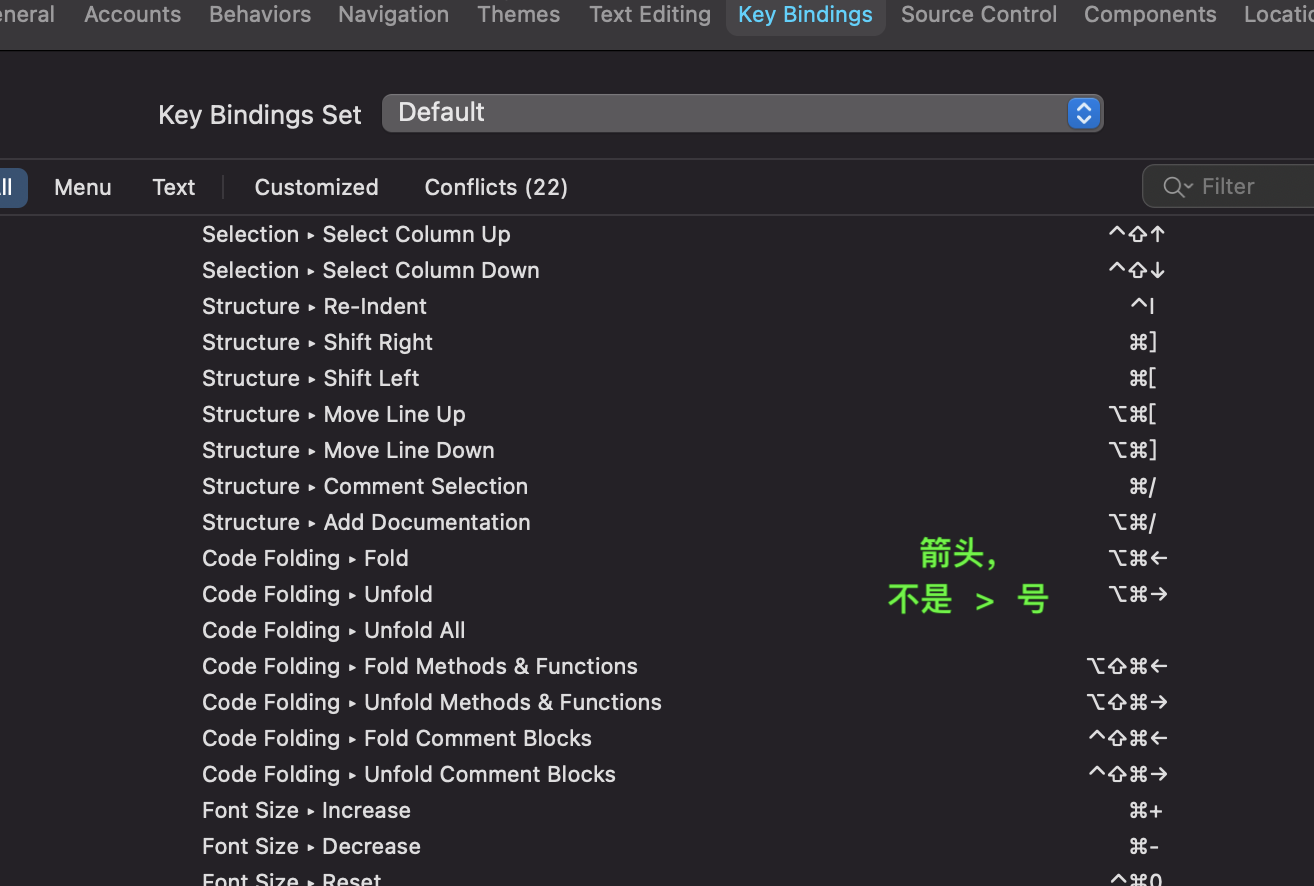 eneral Accounts Behaviors Navigation Themes Text Editing Key Bindings Source Control Components Locatio
Key Bindings Set Default
ll Menu Text Customized Conflicts (22) Filter
Selection ▸ Select Column Up ^⇧↑
Selection ▸ Select Column Down ^⇧↓
Structure ▸ Re-Indent ^I
Structure ▸ Shift Right ⌘]
Structure ▸ Shift Left ⌘[
Structure ▸ Move Line Up ⌥⌘[
Structure ▸ Move Line Down ⌥⌘]
Structure ▸ Comment Selection ⌘/
Structure ▸ Add Documentation ⌥⌘/
箭头，
Code Folding ▸ Fold ⌥⌘←
不是 > 号
Code Folding ▸ Unfold ⌥⌘→
Code Folding ▸ Unfold All
Code Folding ▸ Fold Methods & Functions ⌥⇧⌘←
Code Folding ▸ Unfold Methods & Functions ⌥⇧⌘→
Code Folding ▸ Fold Comment Blocks ^⇧⌘←
Code Folding ▸ Unfold Comment Blocks ^⇧⌘→
Font Size ▸ Increase ⌘+
Font Size ▸ Decrease ⌘-
Font Size ▸ Reset ^⌘0